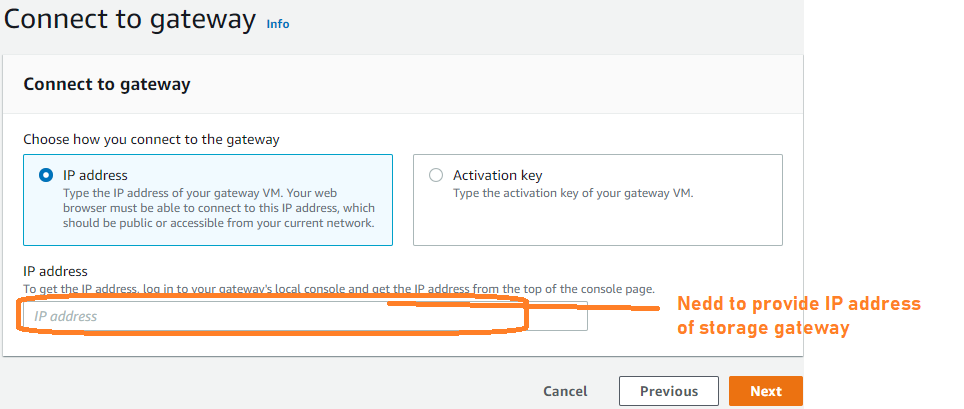 Connect to gateway Info
Connect to gateway
Choose how you connect to the gateway
IP address
Type the IP address of your gateway VM. Your web
browser must be able to connect to this IP address, which
should be public or accessible from your current network.
Activation key
Type the activation key of your gateway VM.
IP address
To get the IP address, log in to your gateway's local console and get the IP address from the top of the console page.
IP address
Nedd to provide IP address
of storage gateway
Cancel
Previous
Next